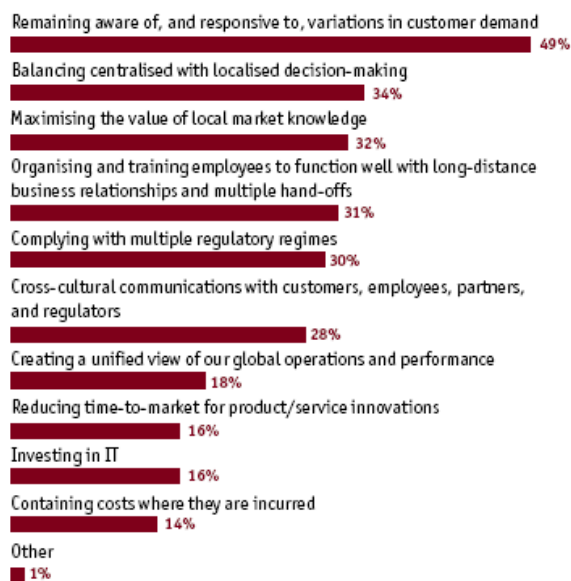 Remaining aware of, and responsive to, variations in customer demand
49%
Balancing centralised with localised decision-making
34%
Maximising the value of local market knowledge
32%
Organising and training employees to function well with long-distance
business relationships and multiple hand-offs
31%
Complying with multiple regulatory regimes
30%
Cross-cultural communications with customers, employees, partners,
and regulators
28%
Creating a unified view of our global operations and performance
18%
Reducing time-to-market for product/service innovations
16%
Investing in IT
16%
Containing costs where they are incurred
14%
Other
1%